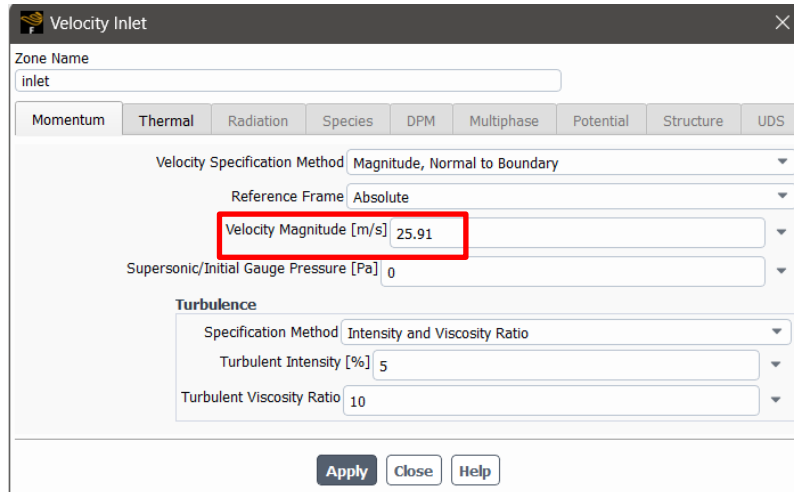 Velocity Inlet
Zone Name
inlet
Momentum Thermal Radiation Species DPM Multiphase Potential Structure UDS
Velocity Specification Method Magnitude, Normal to Boundary
Reference Frame Absolute
Velocity Magnitude [m/s] 25.91
Supersonic/Initial Gauge Pressure [Pa] 0
Turbulence
Specification Method Intensity and Viscosity Ratio
Turbulent Intensity [%] 5
Turbulent Viscosity Ratio 10
Apply Close Help